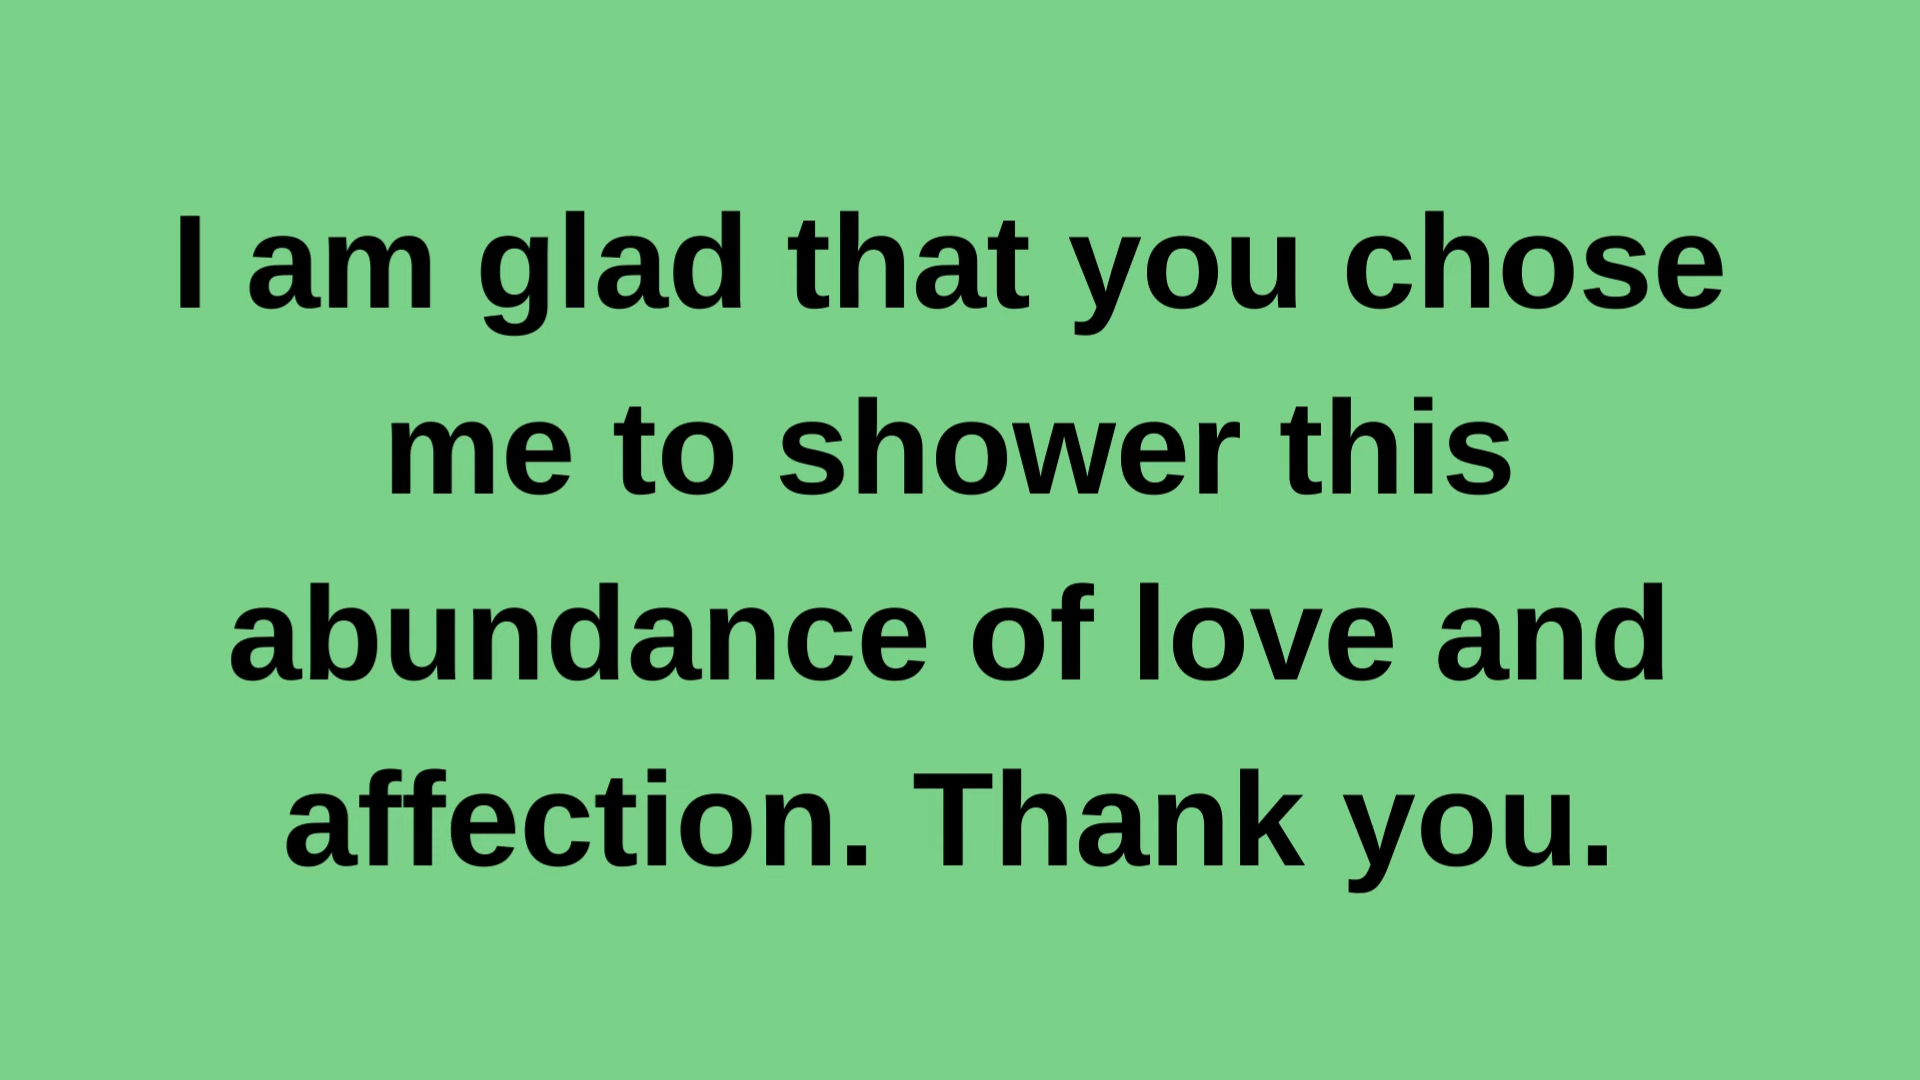 I am glad that you chose
me to shower this
abundance of love and
affection. Thank you.